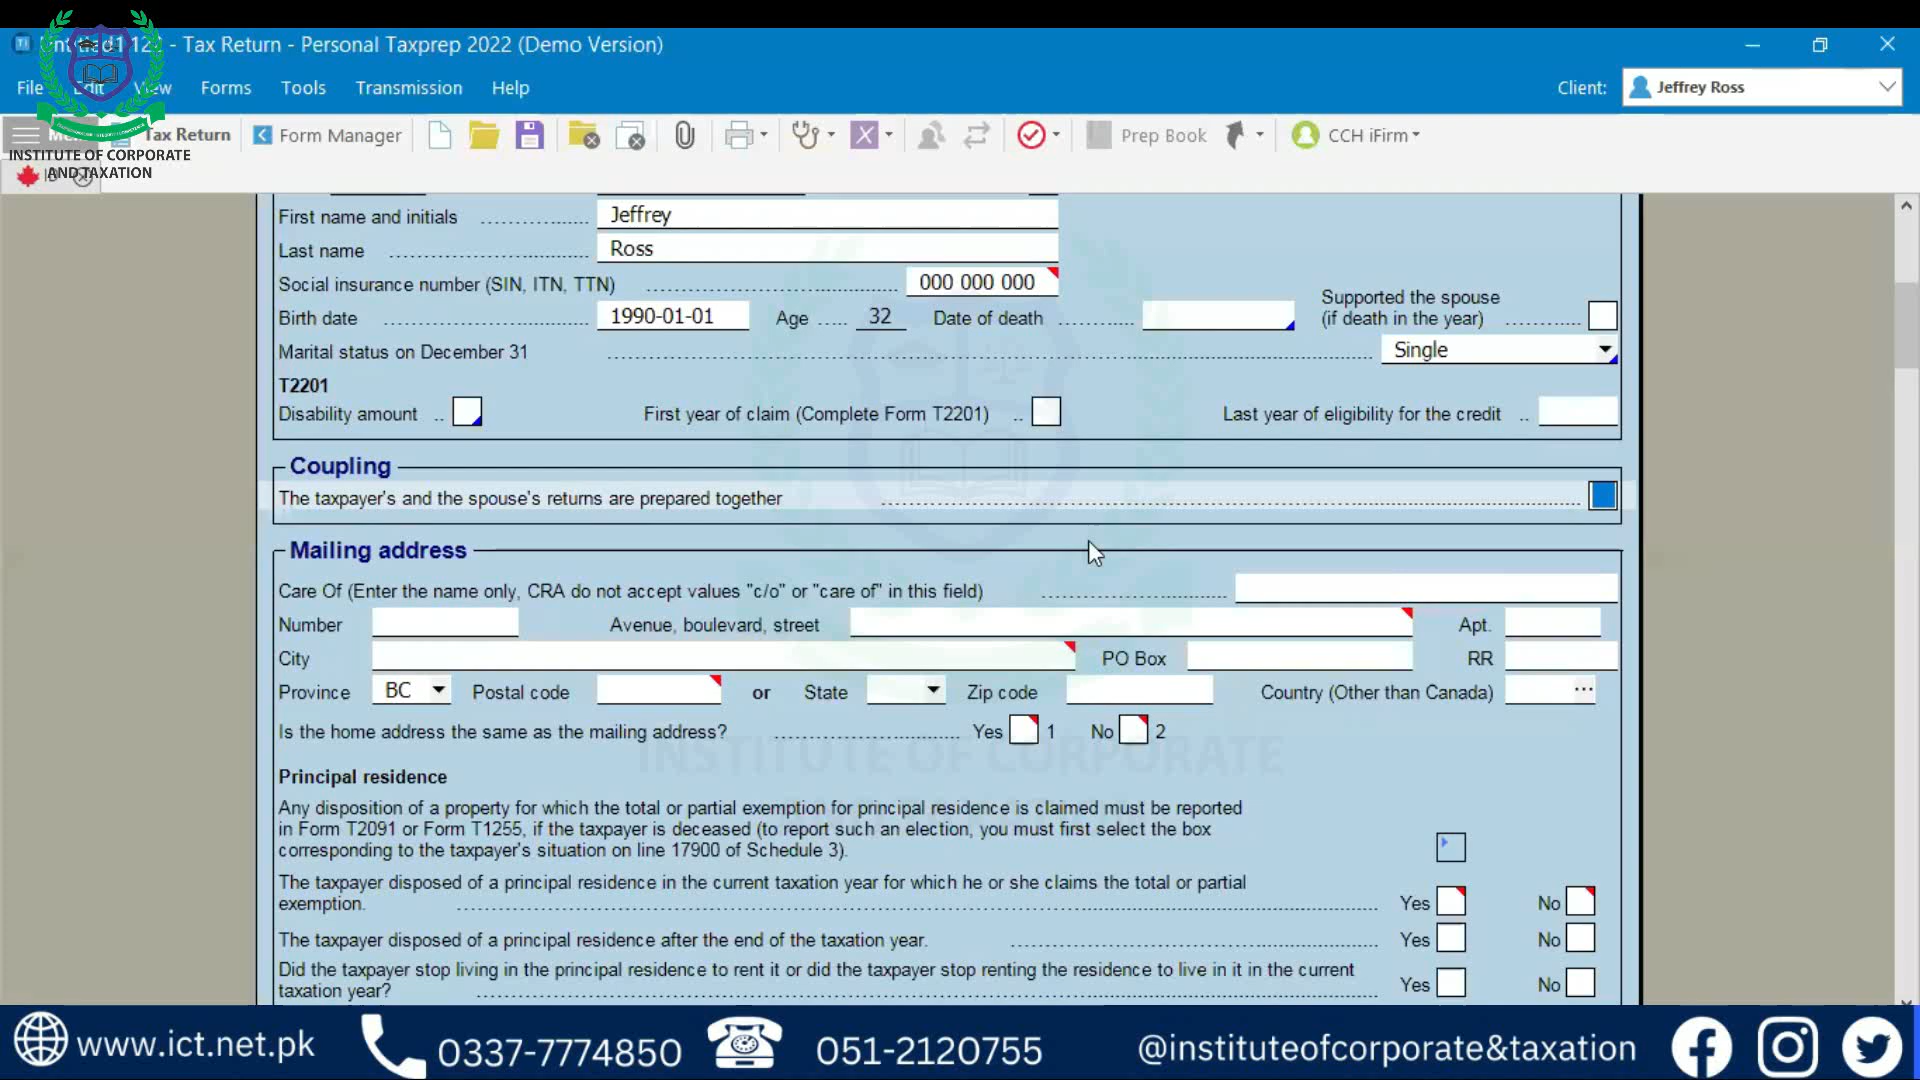 Untitled1.122 - Tax Return - Personal Taxprep 2022 (Demo Version)
File Edit View Forms Tools Transmission Help
Client: Jeffrey Ross
Tax Return Form Manager Prep Book CCH iFirm
INSTITUTE OF CORPORATE
AND TAXATION
First name and initials Jeffrey
Last name Ross
Social insurance number (SIN, ITN, TTN) 000 000 000
Birth date 1990-01-01 Age 32 Date of death
Supported the spouse
(if death in the year)
Marital status on December 31 Single
T2201
Disability amount First year of claim (Complete Form T2201) Last year of eligibility for the credit
Coupling
The taxpayer's and the spouse's returns are prepared together
Mailing address
Care Of (Enter the name only, CRA do not accept values "c/o" or "care of" in this field)
Number Avenue, boulevard, street Apt.
City PO Box RR
Province BC Postal code or State Zip code Country (Other than Canada) ...
Is the home address the same as the mailing address? Yes 1 No 2
INSTITUTE OF CORPORATE
Principal residence
Any disposition of a property for which the total or partial exemption for principal residence is claimed must be reported
in Form T2091 or Form T1255, if the taxpayer is deceased (to report such an election, you must first select the box
corresponding to the taxpayer's situation on line 17900 of Schedule 3).
The taxpayer disposed of a principal residence in the current taxation year for which he or she claims the total or partial
exemption. Yes No
The taxpayer disposed of a principal residence after the end of the taxation year. Yes No
Did the taxpayer stop living in the principal residence to rent it or did the taxpayer stop renting the residence to live in it in the current
taxation year? Yes No
www.ict.net.pk 0337-7774850 051-2120755 @instituteofcorporate&taxation